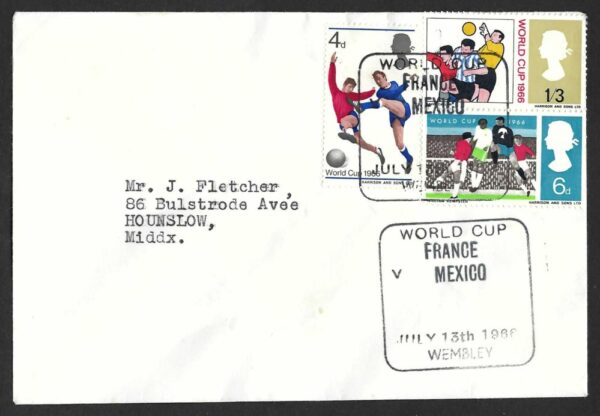 4d
World Cup 1966
HARRISON AND SONS LTD
WORLD CUP 1966
1'3
HARRISON AND SONS LTD
WORLD CUP 1966
6d
HARRISON AND SONS LTD
WORLD CUP
FRANCE
MEXICO
JULY 1
Mr. J. Fletcher,
86 Bulstrode Ave'e
HOUNSLOW,
Middx.
WORLD CUP
FRANCE
v MEXICO
JULY 13th 1966
WEMBLEY